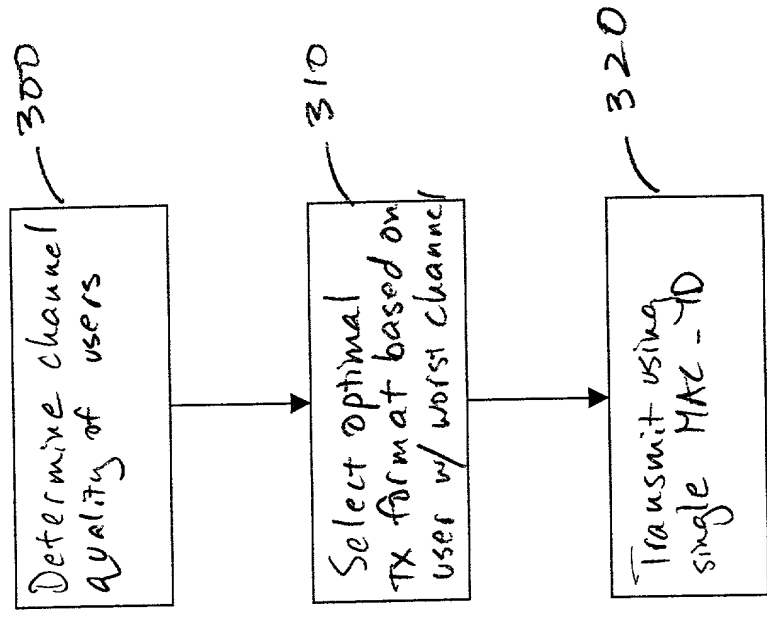 Determine channel
quality of users
300
Select optimal
TX format based on
user w/ worst channel
310
Transmit using
single MAC-ID
320